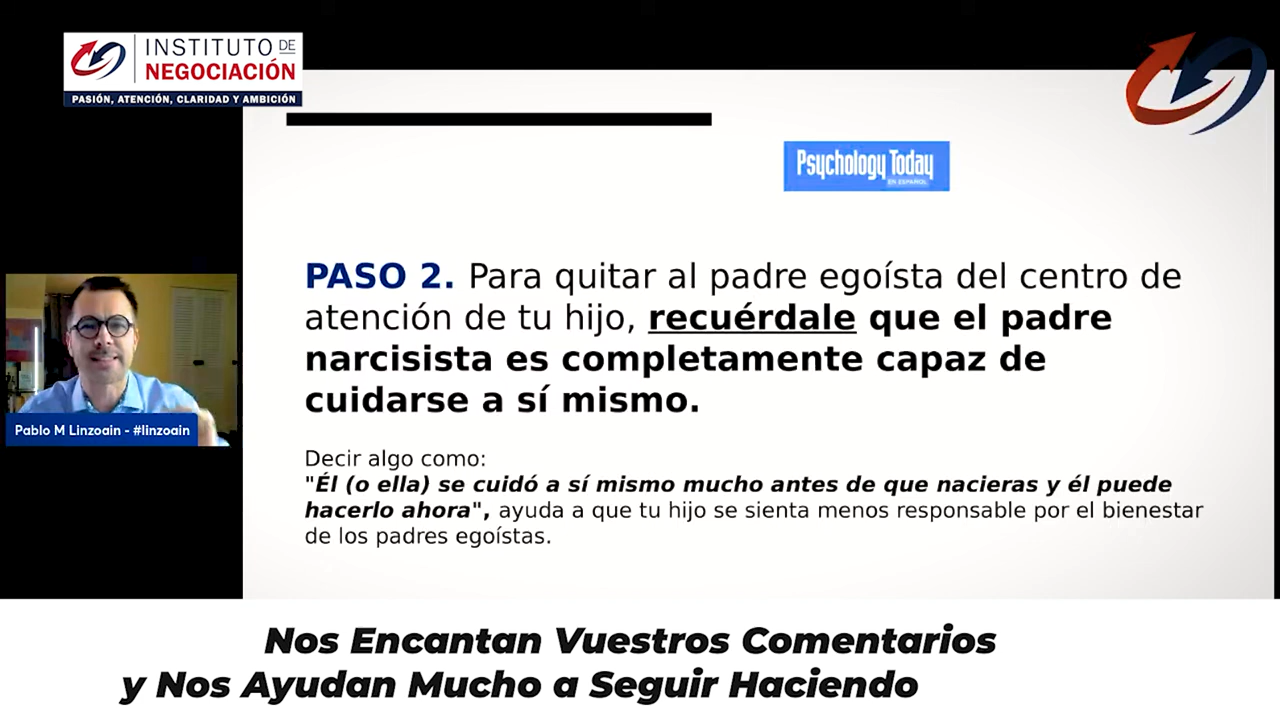 INSTITUTO DE
NEGOCIACIÓN
PASIÓN, ATENCIÓN, CLARIDAD Y AMBICIÓN
Psychology Today
EN ESPAÑOL
PASO 2. Para quitar al padre egoísta del centro de
atención de tu hijo, recuérdale que el padre
narcisista es completamente capaz de
cuidarse a sí mismo.
Decir algo como:
"Él (o ella) se cuidó a sí mismo mucho antes de que nacieras y él puede
hacerlo ahora", ayuda a que tu hijo se sienta menos responsable por el bienestar
de los padres egoístas.
Pablo M Linzoain - #linzoain
Nos Encantan Vuestros Comentarios
y Nos Ayudan Mucho a Seguir Haciendo